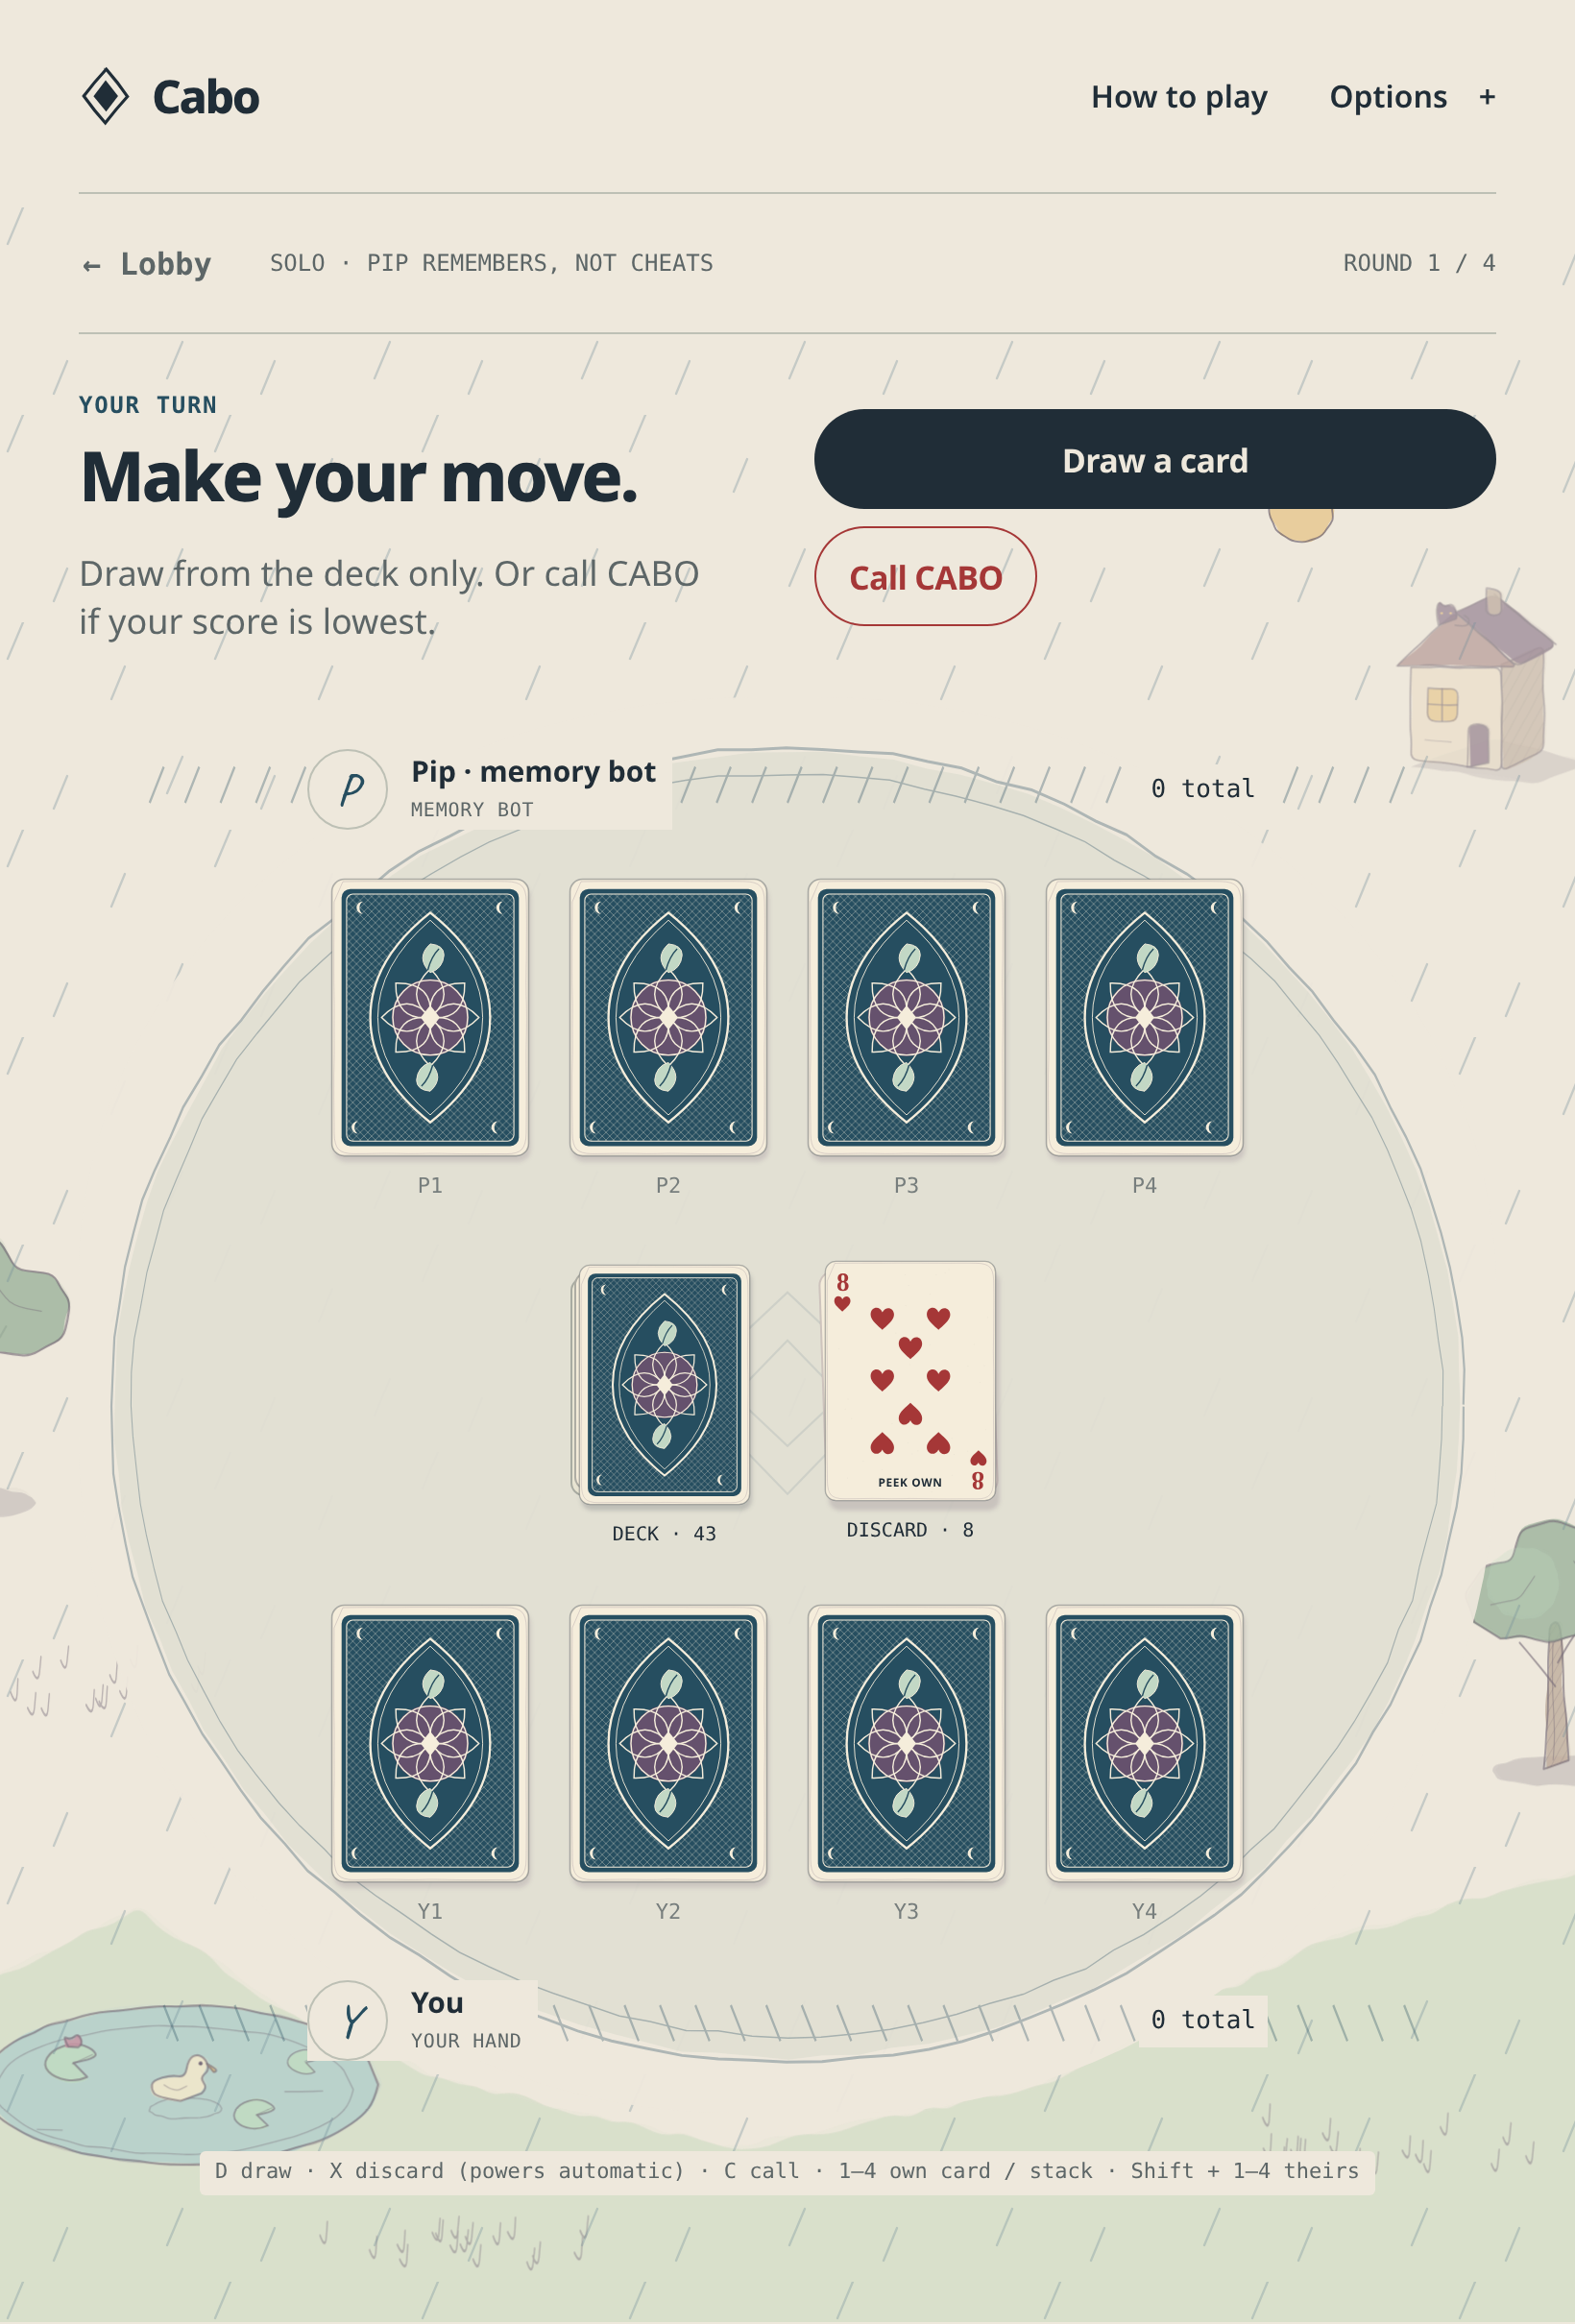 Cabo
How to play
Options +
← Lobby
SOLO · PIP REMEMBERS, NOT CHEATS
ROUND 1 / 4
YOUR TURN
Make your move.
Draw from the deck only. Or call CABO
if your score is lowest.
Draw a card
Call CABO
P
Pip · memory bot
MEMORY BOT
0 total
P1
P2
P3
P4
8
PEEK OWN
8
DECK · 43
DISCARD · 8
Y1
Y2
Y3
Y4
Y
You
YOUR HAND
0 total
D draw · X discard (powers automatic) · C call · 1–4 own card / stack · Shift + 1–4 theirs